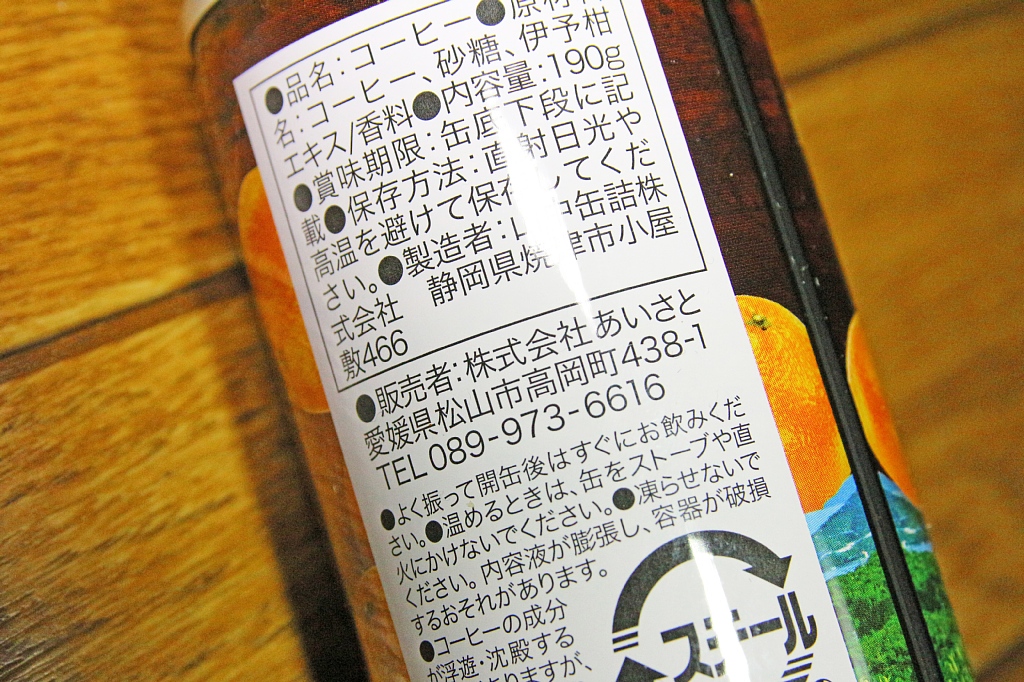 ●品名:コーヒー●原材料
名:コーヒー、砂糖、伊予柑
エキス/香料●内容量:190g
●賞味期限:缶底下段に記
載●保存方法:直射日光や
高温を避けて保存してくだ
さい。●製造者:山中缶詰株
式会社 静岡県焼津市小屋
敷466
●販売者:株式会社あいさと
愛媛県松山市高岡町438-1
TEL089-973-6616
●よく振って開缶後はすぐにお飲みくだ
さい。●温めるときは、缶をストーブや直
火にかけないでください。●凍らせないで
ください。内容液が膨張し、容器が破損
するおそれがあります。
●コーヒーの成分
が浮遊・沈殿する
ありますが、
スチール